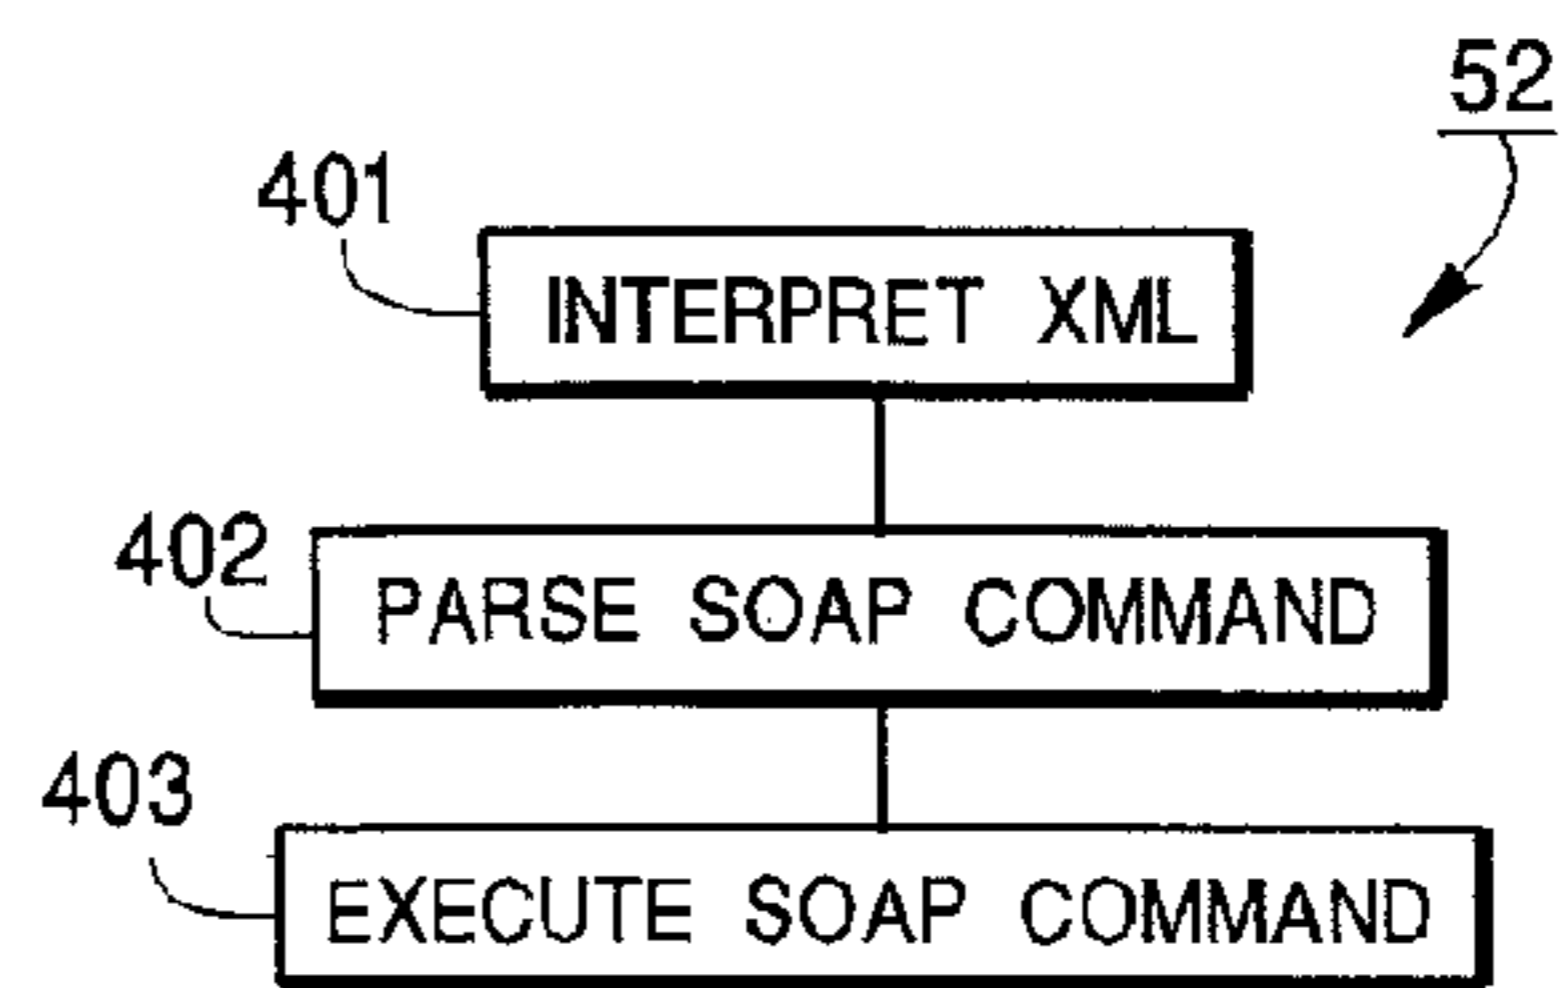 52
401
INTERPRET XML
402
PARSE SOAP COMMAND
403
EXECUTE SOAP COMMAND